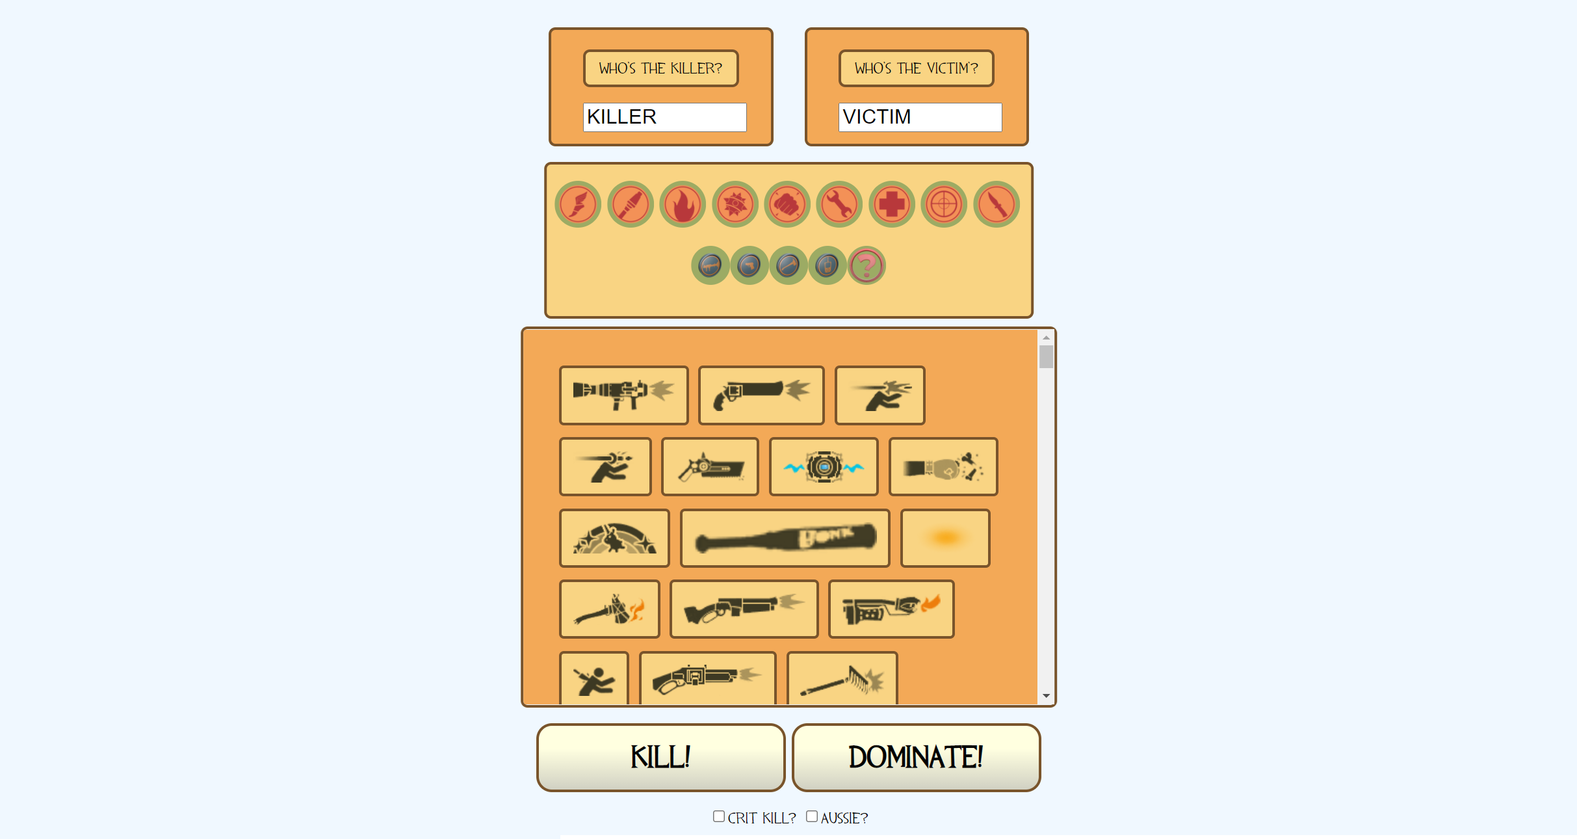 WHO'S THE KILLER?
WHO'S THE VICTIM'?
KILLER
VICTIM
?
BONK
KILL!
DOMINATE!
CRIT KILL?
AUSSIE?